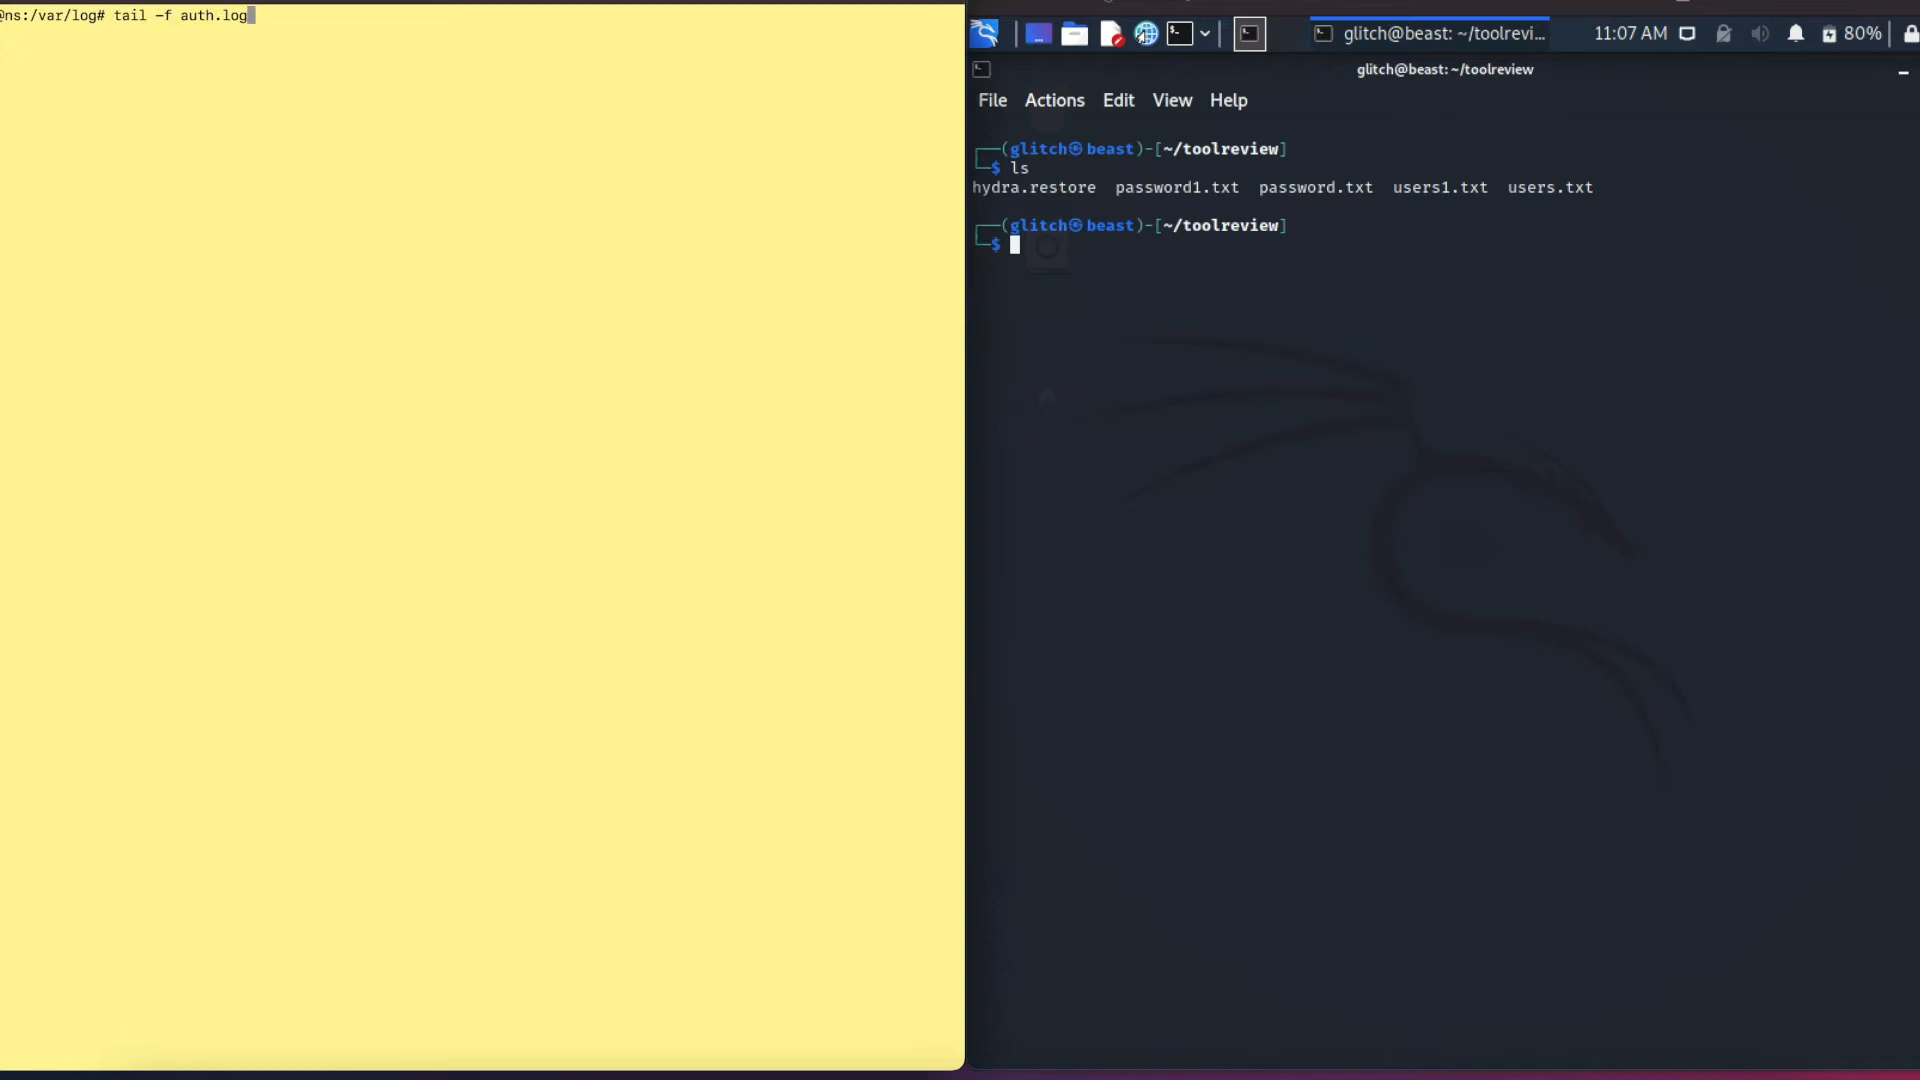 @ns:/var/log# tail -f auth.log
glitch@beast: ~/toolrevi... 11:07 AM 80%
glitch@beast: ~/toolreview
File Actions Edit View Help
┌──(glitch㉿beast)-[~/toolreview]
└─$ ls
hydra.restore password1.txt password.txt users1.txt users.txt
┌──(glitch㉿beast)-[~/toolreview]
└─$